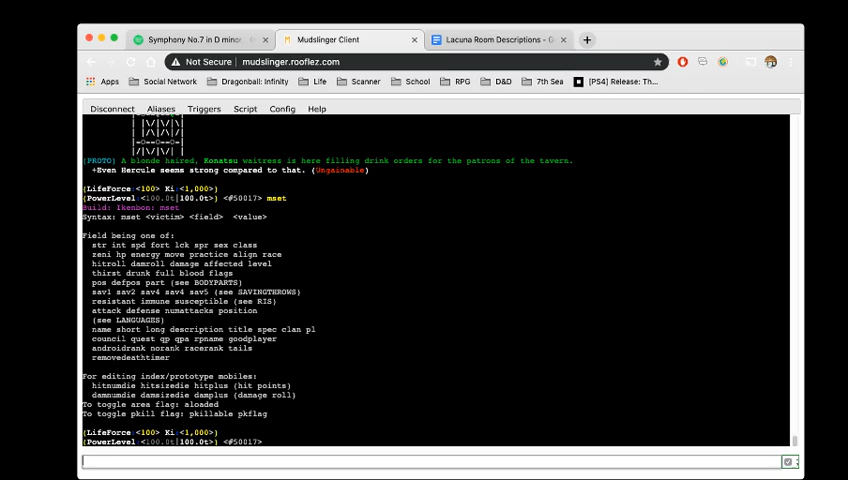 Symphony No.7 in D minor
Mudslinger Client
Lacuna Room Descriptions - G
Not Secure | mudslinger.rooflez.com
Apps Social Network Dragonball: Infinity Life Scanner School RPG D&D 7th Sea [PS4] Release: Th...
Disconnect Aliases Triggers Script Config Help
| |\/|\/|\|
| |/\|/\|/|
|=O==O==O=|
|/|\/|\/| |
[PROTO] A blonde haired, Konatsu waitress is here filling drink orders for the patrons of the tavern.
+Even Hercule seems strong compared to that. (Ungainable)
(LifeForce:<100> Ki:<1,000>)
(PowerLevel:<100.0t|100.0t> <#50017> mset
Build: Ikenbon: mset
Syntax: mset <victim> <field> <value>
Field being one of:
str int spd fort lck spr sex class
zeni hp energy move practice align race
hitroll damroll damage affected level
thirst drunk full blood flags
pos defpos part (see BODYPARTS)
sav1 sav2 sav4 sav4 sav5 (see SAVINGTHROWS)
resistant immune susceptible (see RIS)
attack defense numattacks position
(see LANGUAGES)
name short long description title spec clan pl
council quest qp qpa rpname goodplayer
androidrank norank racerank tails
removedeathtimer
For editing index/prototype mobiles:
hitnumdie hitsizedie hitplus (hit points)
damnumdie damsizedie damplus (damage roll)
To toggle area flag: aloaded
To toggle pkill flag: pkillable pkflag
(LifeForce:<100> Ki:<1,000>)
(PowerLevel:<100.0t|100.0t> <#50017>